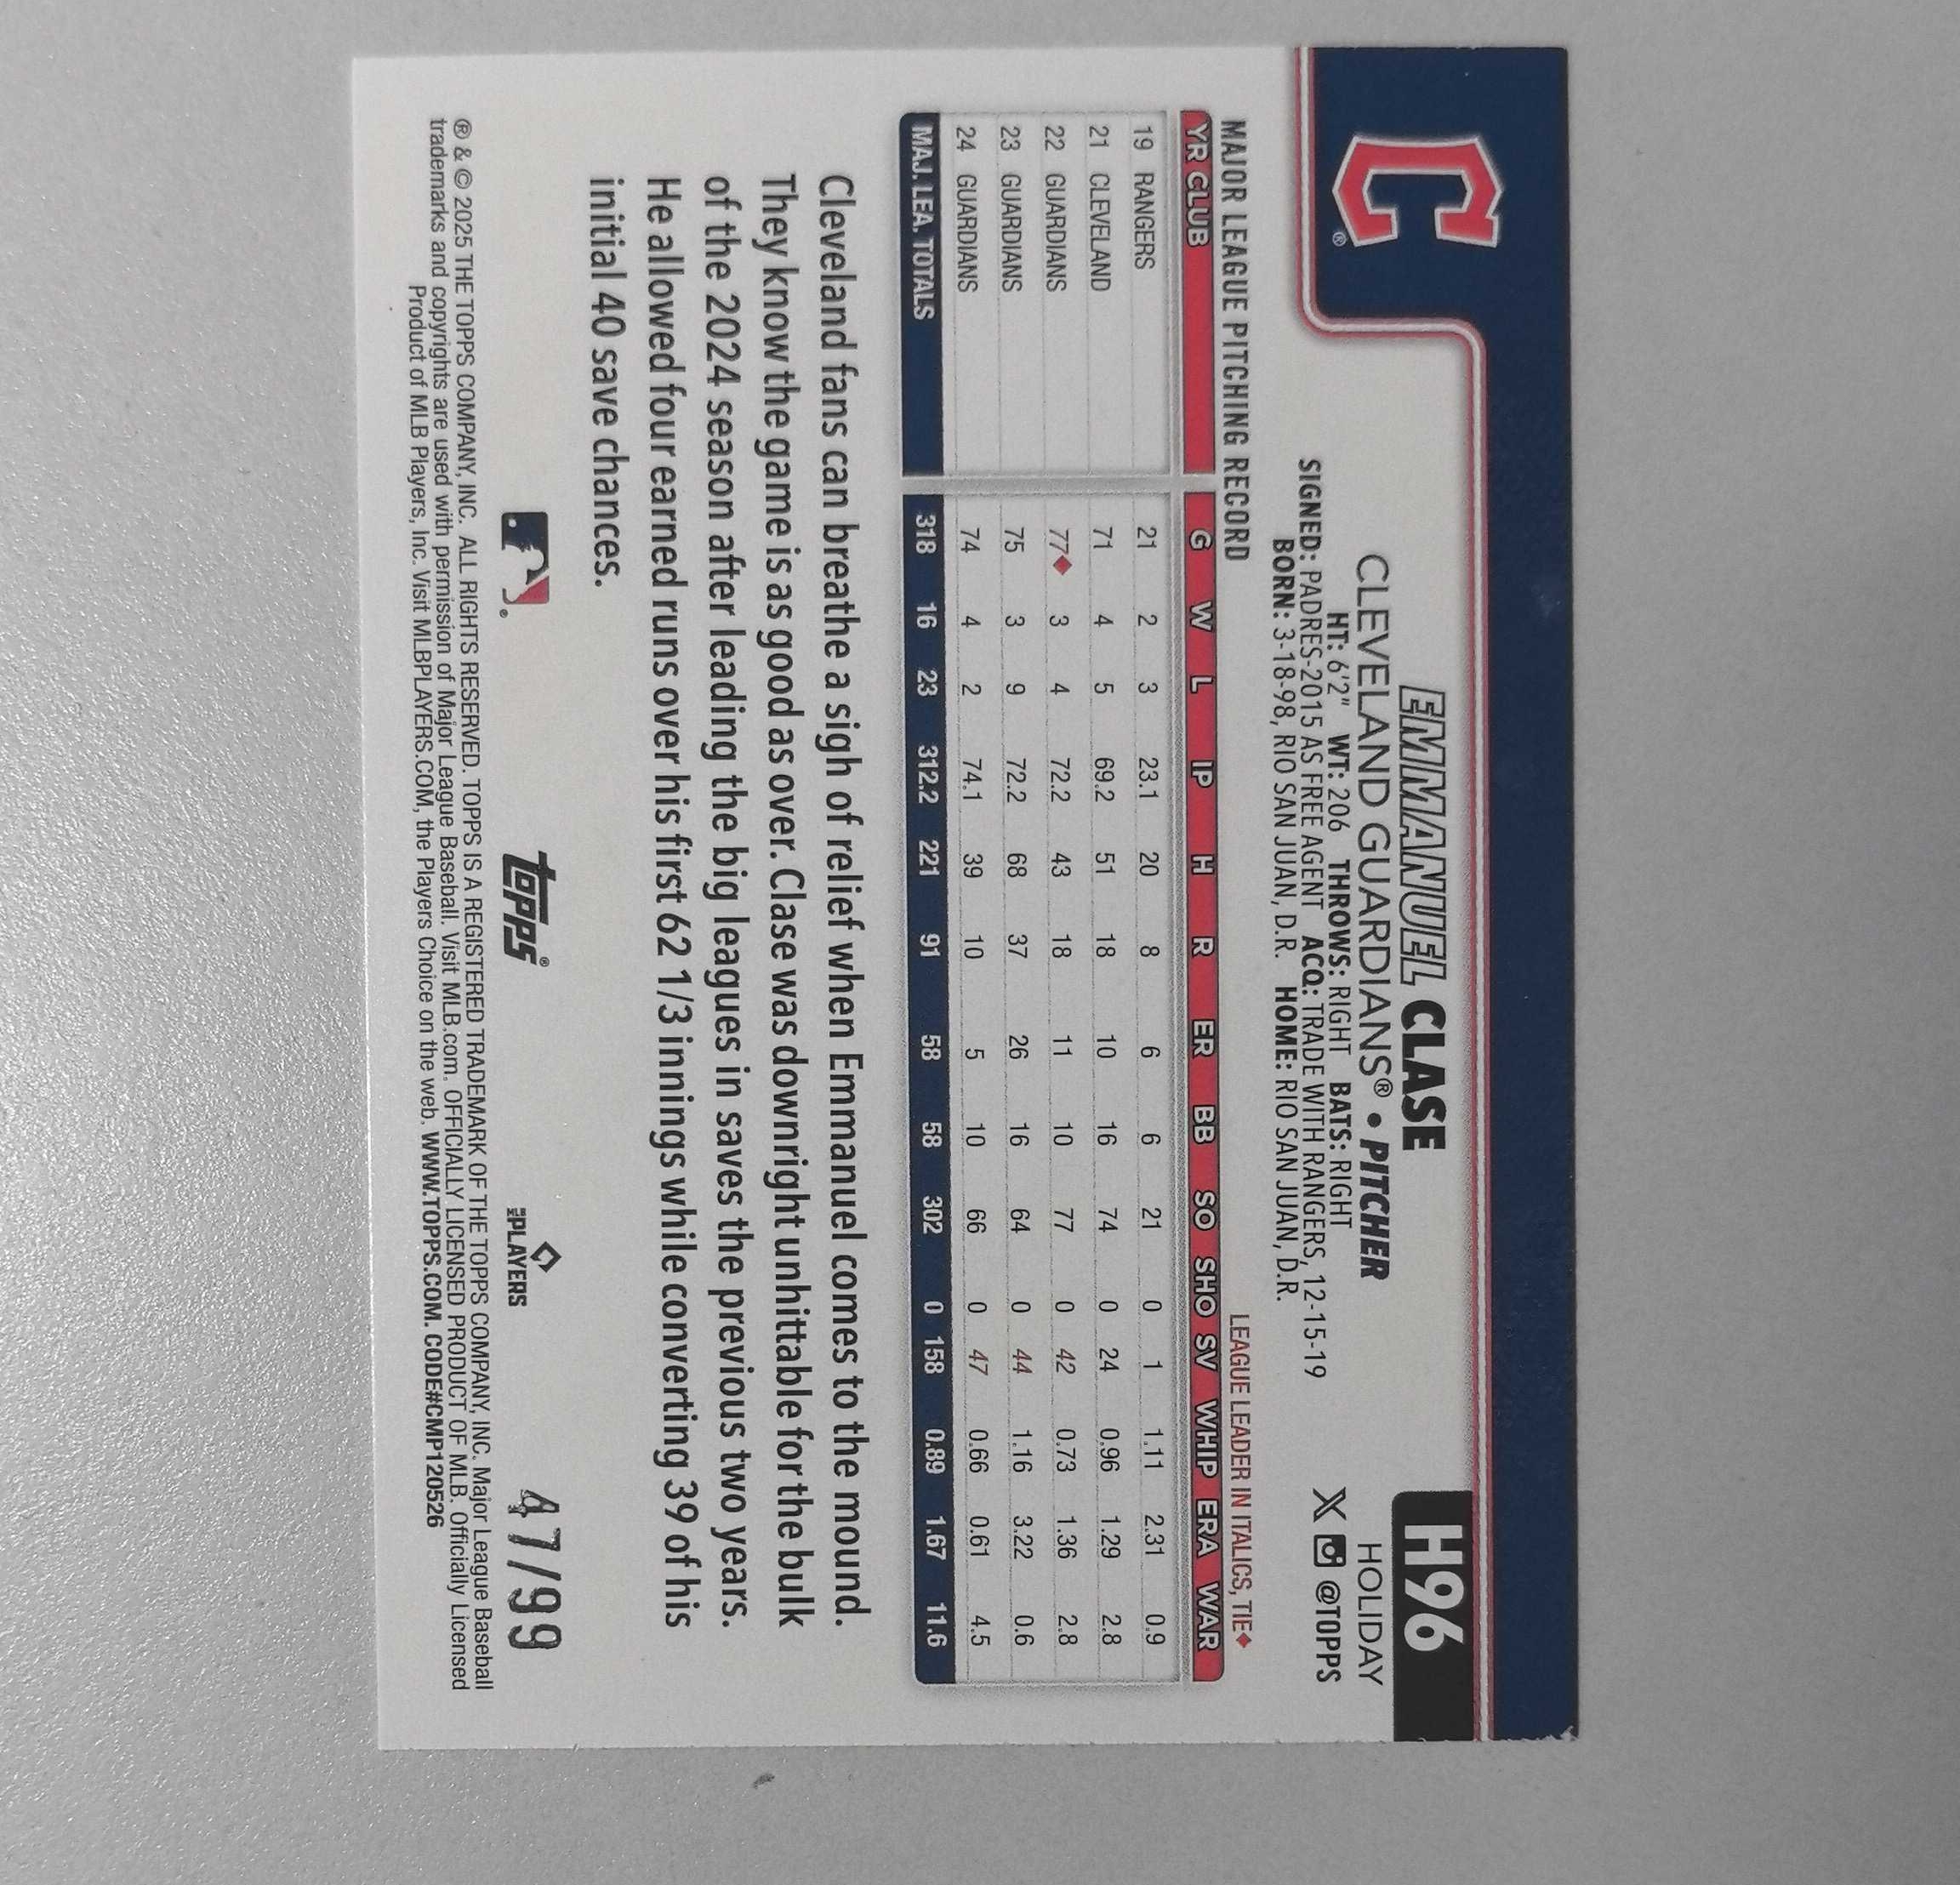 C®
H96
EMMANUEL CLASE
HOLIDAY
CLEVELAND GUARDIANS® • PITCHER
X @TOPPS
HT: 6'2" WT: 206 THROWS: RIGHT BATS: RIGHT
SIGNED: PADRES-2015 AS FREE AGENT ACQ: TRADE WITH RANGERS, 12-15-19
BORN: 3-18-98, RIO SAN JUAN, D.R. HOME: RIO SAN JUAN, D.R.
MAJOR LEAGUE PITCHING RECORD LEAGUE LEADER IN ITALICS, TIE♦
YR CLUB G W L IP H R ER BB SO SHO SV WHIP ERA WAR
19 RANGERS 21 2 3 23.1 20 8 6 6 21 0 1 1.11 2.31 0.9
21 CLEVELAND 71 4 5 69.2 51 18 10 16 74 0 24 0.96 1.29 2.8
22 GUARDIANS 77♦ 3 4 72.2 43 18 11 10 77 0 42 0.73 1.36 2.8
23 GUARDIANS 75 3 9 72.2 68 37 26 16 64 0 44 1.16 3.22 0.6
24 GUARDIANS 74 4 2 74.1 39 10 5 10 66 0 47 0.66 0.61 4.5
MAJ. LEA. TOTALS 318 16 23 312.2 221 91 58 58 302 0 158 0.89 1.67 11.6
Cleveland fans can breathe a sigh of relief when Emmanuel comes to the mound.
They know the game is as good as over. Clase was downright unhittable for the bulk
of the 2024 season after leading the big leagues in saves the previous two years.
He allowed four earned runs over his first 62 1/3 innings while converting 39 of his
initial 40 save chances.
®
topps®
THE PLAYERS
47/99
® & © 2025 THE TOPPS COMPANY, INC. ALL RIGHTS RESERVED. TOPPS IS A REGISTERED TRADEMARK OF THE TOPPS COMPANY, INC. Major League Baseball
trademarks and copyrights are used with permission of Major League Baseball. Visit MLB.com. OFFICIALLY LICENSED PRODUCT OF MLB. Officially Licensed
Product of MLB Players, Inc. Visit MLBPLAYERS.COM, the Players Choice on the web. WWW.TOPPS.COM. CODE#CMP120526